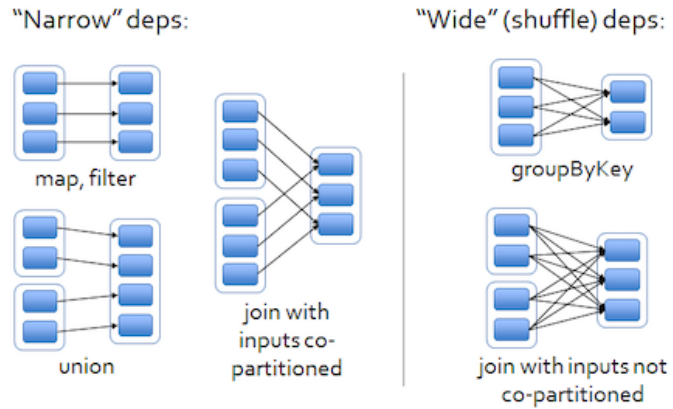 “Narrow” deps:
“Wide” (shuffle) deps:
map, filter
union
join with
inputs co-
partitioned
groupByKey
join with inputs not
co-partitioned